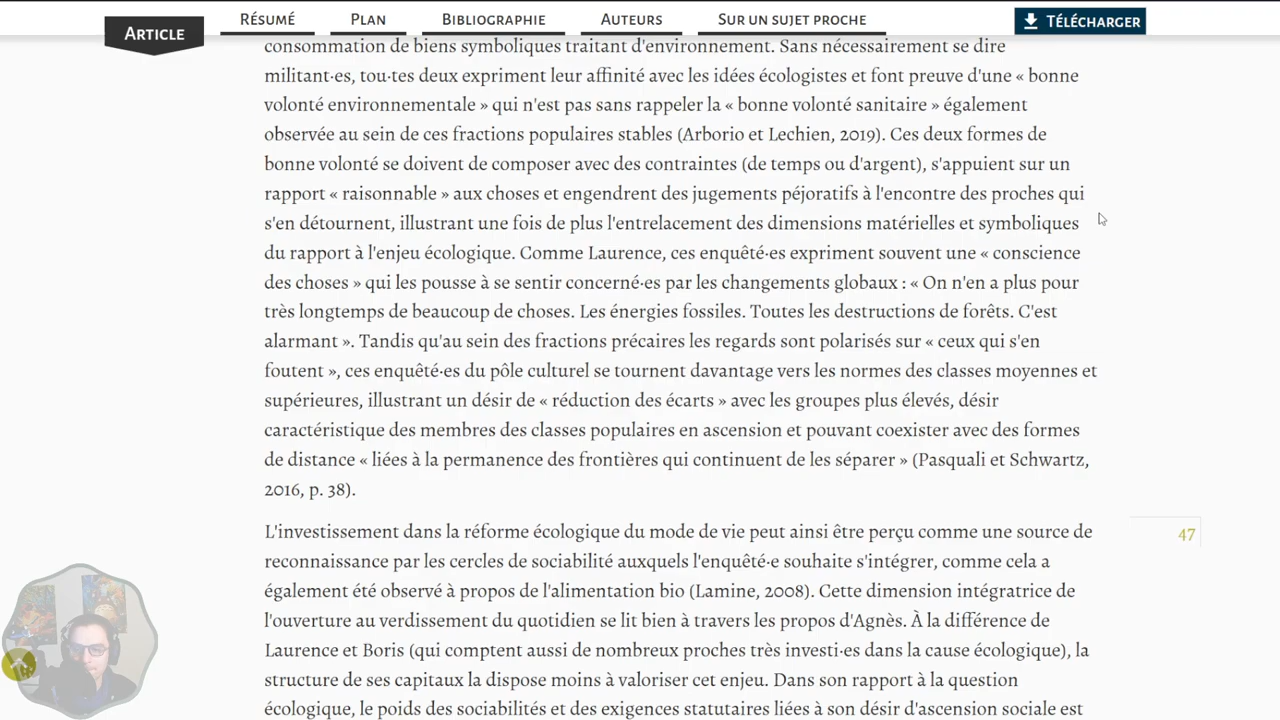 ARTICLE
RÉSUMÉ
PLAN
BIBLIOGRAPHIE
AUTEURS
SUR UN SUJET PROCHE
TÉLÉCHARGER
consommation de biens symboliques traitant d'environnement. Sans nécessairement se dire
militant·es, tou·tes deux expriment leur affinité avec les idées écologistes et font preuve d'une « bonne
volonté environnementale » qui n'est pas sans rappeler la « bonne volonté sanitaire » également
observée au sein de ces fractions populaires stables (Arborio et Lechien, 2019). Ces deux formes de
bonne volonté se doivent de composer avec des contraintes (de temps ou d'argent), s'appuient sur un
rapport « raisonnable » aux choses et engendrent des jugements péjoratifs à l'encontre des proches qui
s'en détournent, illustrant une fois de plus l'entrelacement des dimensions matérielles et symboliques
du rapport à l'enjeu écologique. Comme Laurence, ces enquêté·es expriment souvent une « conscience
des choses » qui les pousse à se sentir concerné·es par les changements globaux : « On n'en a plus pour
très longtemps de beaucoup de choses. Les énergies fossiles. Toutes les destructions de forêts. C'est
alarmant ». Tandis qu'au sein des fractions précaires les regards sont polarisés sur « ceux qui s'en
foutent », ces enquêté·es du pôle culturel se tournent davantage vers les normes des classes moyennes et
supérieures, illustrant un désir de « réduction des écarts » avec les groupes plus élevés, désir
caractéristique des membres des classes populaires en ascension et pouvant coexister avec des formes
de distance « liées à la permanence des frontières qui continuent de les séparer » (Pasquali et Schwartz,
2016, p. 38).
L'investissement dans la réforme écologique du mode de vie peut ainsi être perçu comme une source de
47
reconnaissance par les cercles de sociabilité auxquels l'enquêté·e souhaite s'intégrer, comme cela a
également été observé à propos de l'alimentation bio (Lamine, 2008). Cette dimension intégratrice de
l'ouverture au verdissement du quotidien se lit bien à travers les propos d'Agnès. À la différence de
Laurence et Boris (qui comptent aussi de nombreux proches très investi·es dans la cause écologique), la
structure de ses capitaux la dispose moins à valoriser cet enjeu. Dans son rapport à la question
écologique, le poids des sociabilités et des exigences statutaires liées à son désir d'ascension sociale est